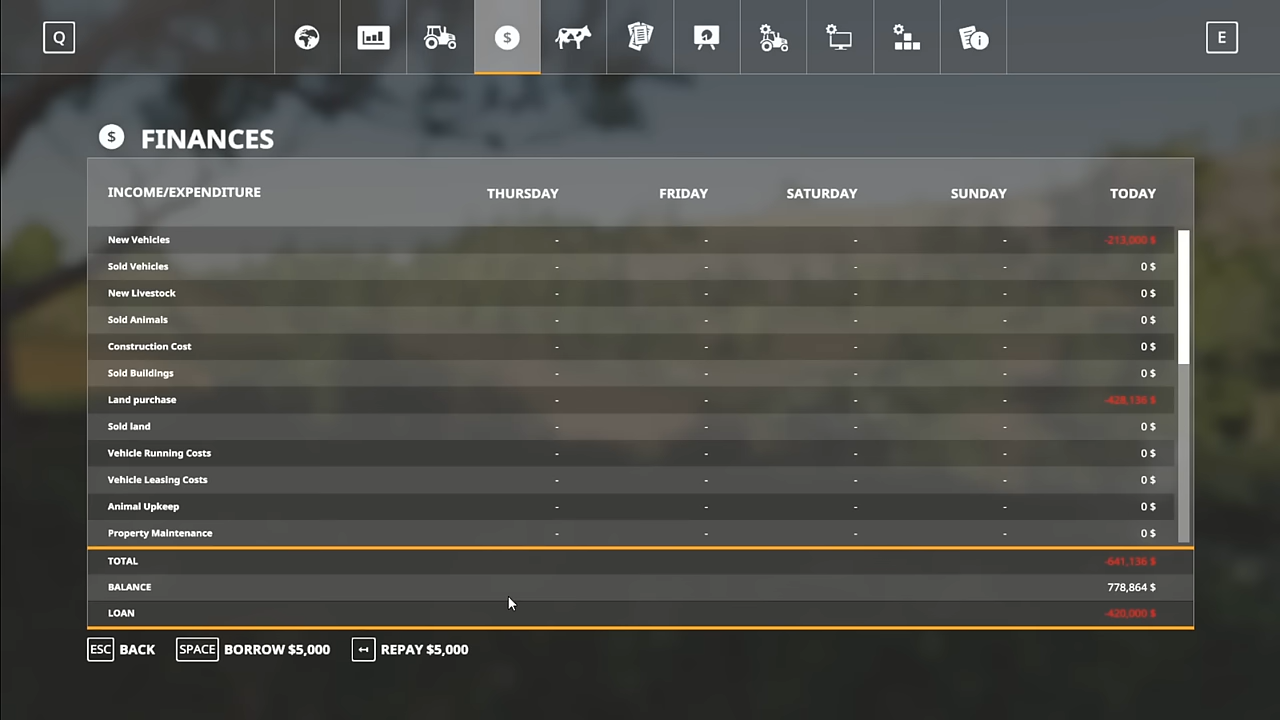 Q E
FINANCES
INCOME/EXPENDITURE THURSDAY FRIDAY SATURDAY SUNDAY TODAY
New Vehicles - - - - -213,000 $
Sold Vehicles - - - - 0 $
New Livestock - - - - 0 $
Sold Animals - - - - 0 $
Construction Cost - - - - 0 $
Sold Buildings - - - - 0 $
Land purchase - - - - -428,136 $
Sold land - - - - 0 $
Vehicle Running Costs - - - - 0 $
Vehicle Leasing Costs - - - - 0 $
Animal Upkeep - - - - 0 $
Property Maintenance - - - - 0 $
TOTAL -641,136 $
BALANCE 778,864 $
LOAN -420,000 $
ESC BACK SPACE BORROW $5,000 ↔ REPAY $5,000